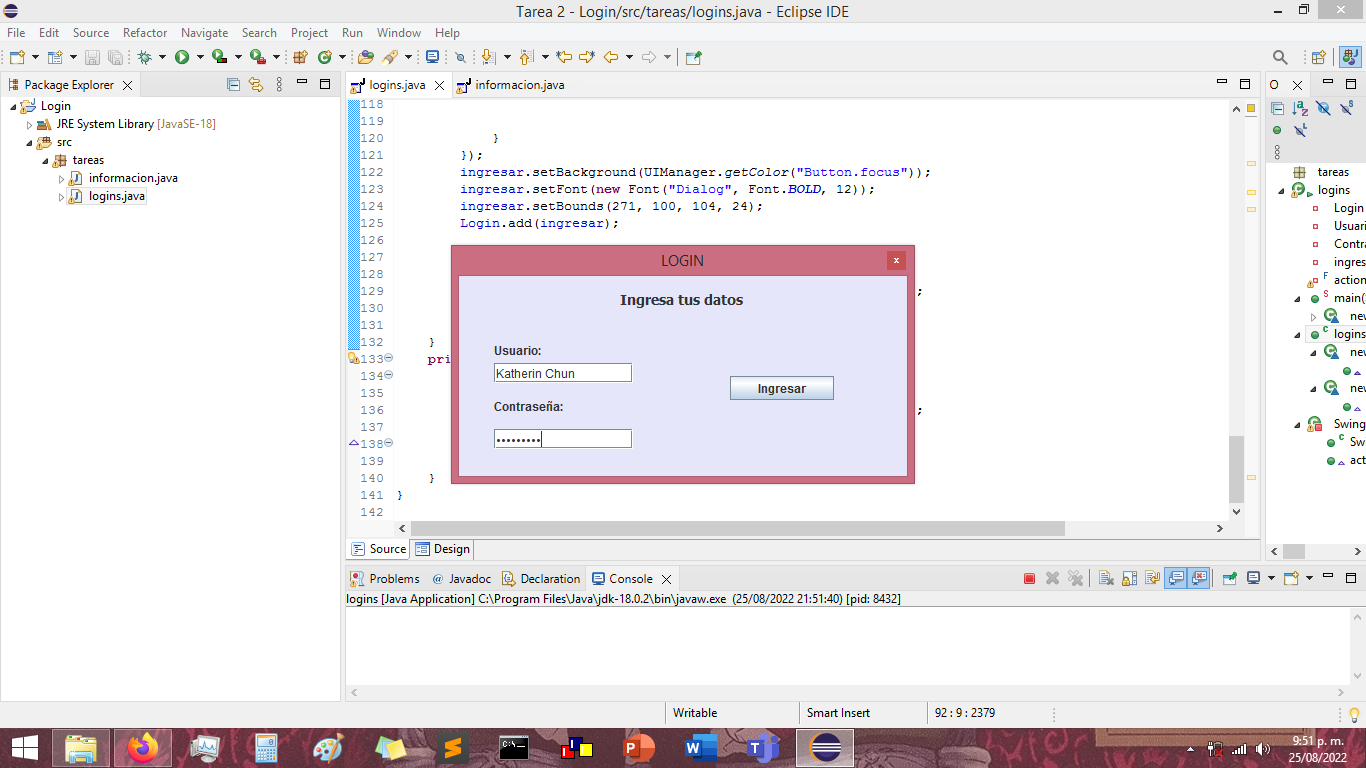 Tarea 2 - Login/src/tareas/logins.java - Eclipse IDE
File Edit Source Refactor Navigate Search Project Run Window Help
Package Explorer
Login
JRE System Library [JavaSE-18]
src
tareas
informacion.java
logins.java
logins.java informacion.java
118
119
120 }
121 });
122 ingresar.setBackground(UIManager.getColor("Button.focus"));
123 ingresar.setFont(new Font("Dialog", Font.BOLD, 12));
124 ingresar.setBounds(271, 100, 104, 24);
125 Login.add(ingresar);
126
127
128
129 ;
130
131
132 }
133 pri
134
135
136 ;
137
138
139
140 }
141 }
142
LOGIN
x
Ingresa tus datos
Usuario:
Katherin Chun
Ingresar
Contraseña:
•••••••••
Source Design
O
tareas
logins
Login
Usuari
Contra
ingres
action
main(
nev
logins
nev
nev
Swing
Sw
act
Problems Javadoc Declaration Console
logins [Java Application] C:\Program Files\Java\jdk-18.0.2\bin\javaw.exe (25/08/2022 21:51:40) [pid: 8432]
Writable Smart Insert 92 : 9 : 2379
9:51 p. m.
25/08/2022